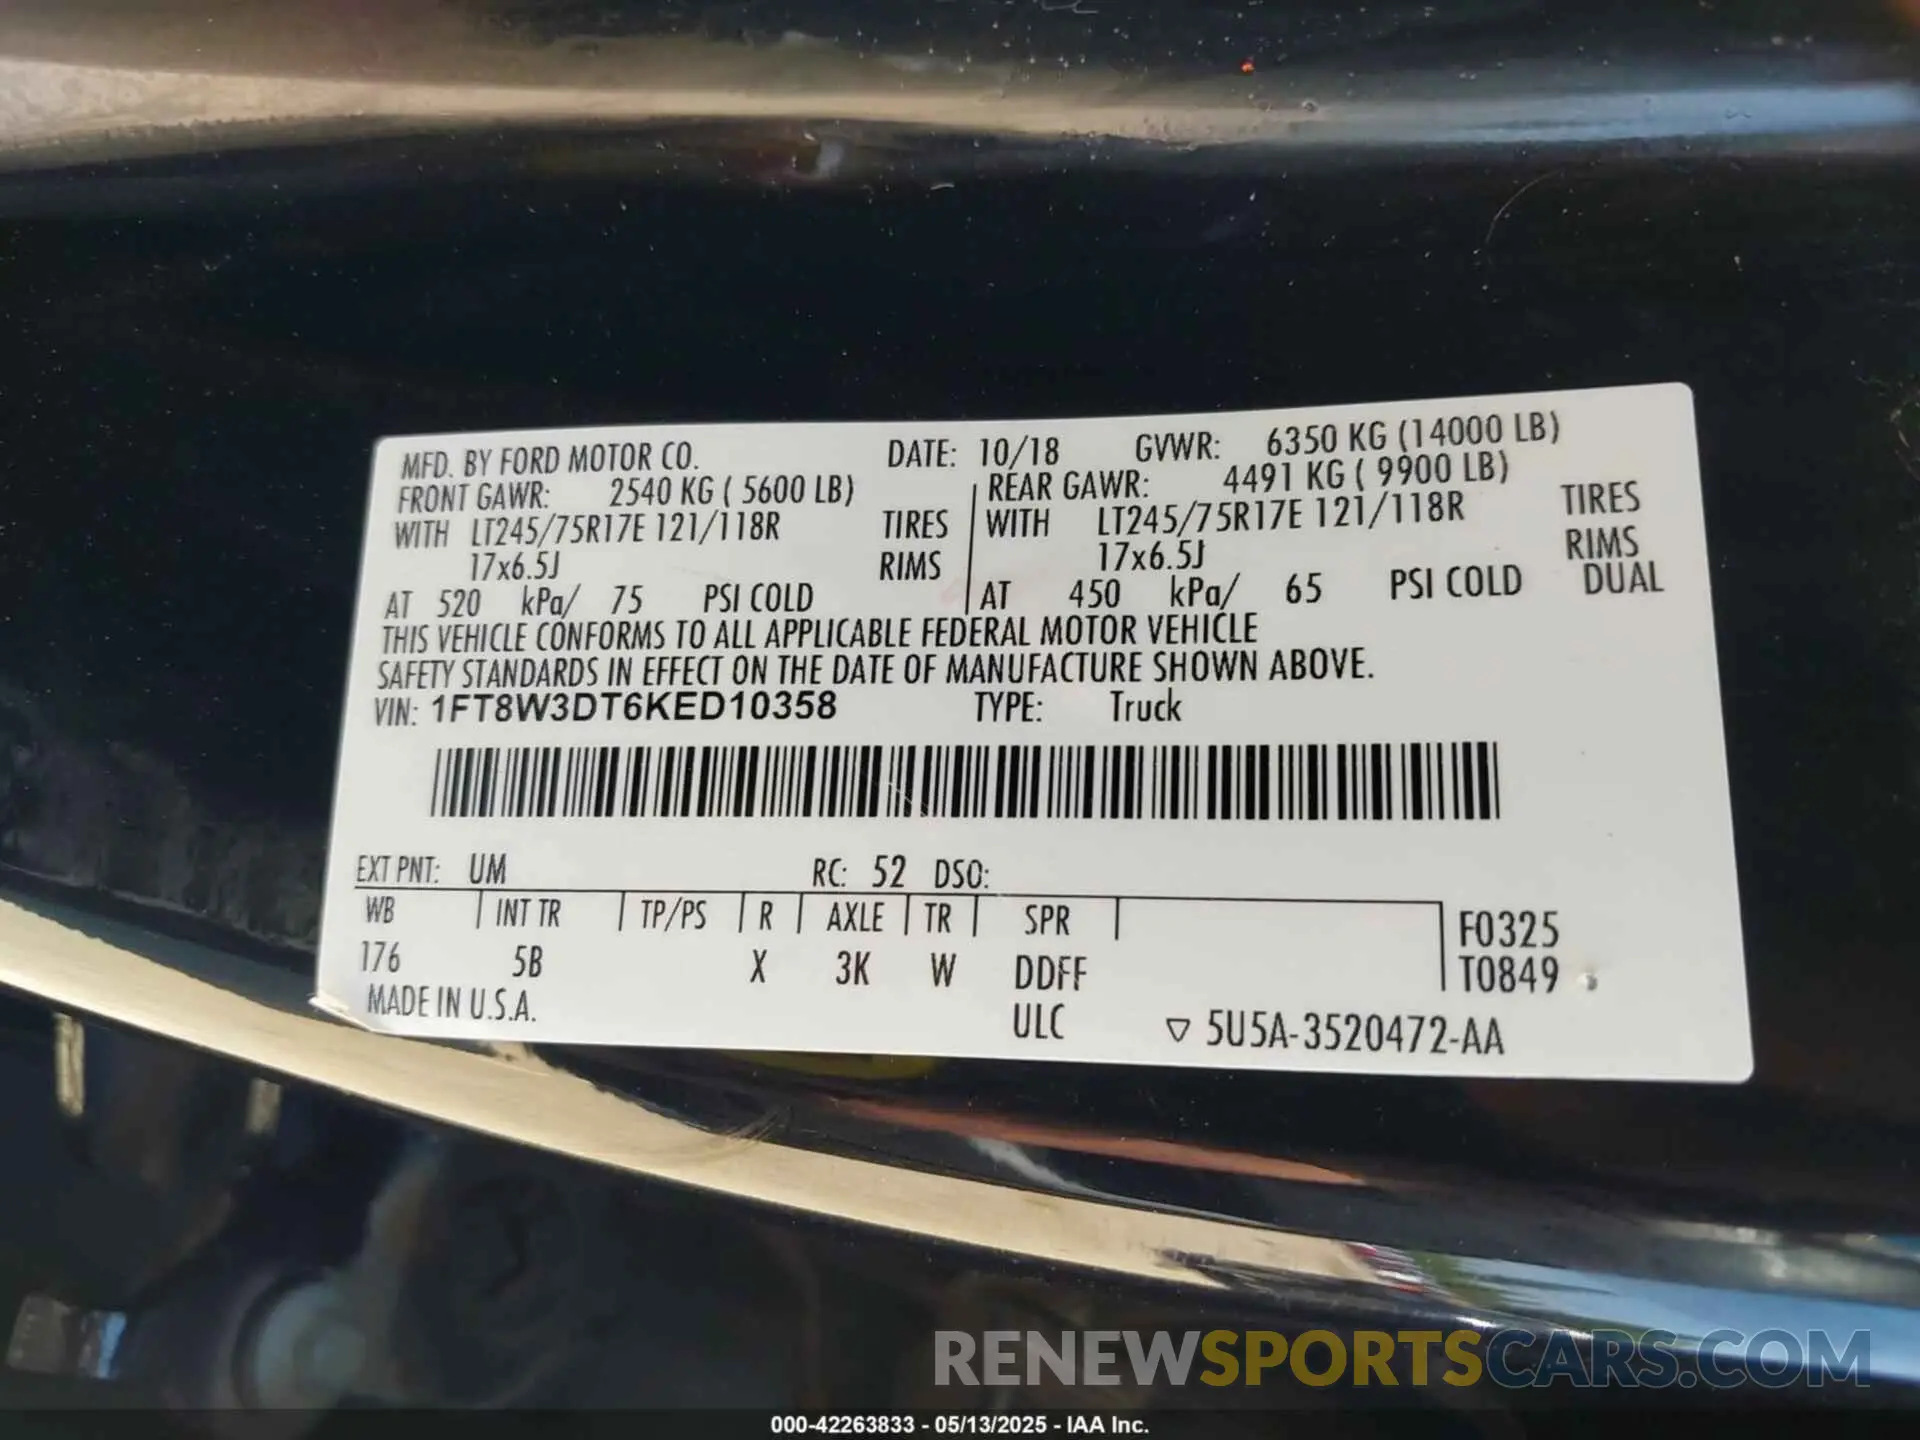 MFD. BY FORD MOTOR CO. DATE: 10/18 GVWR: 6350 KG (14000 LB)
FRONT GAWR: 2540 KG ( 5600 LB) REAR GAWR: 4491 KG ( 9900 LB)
WITH LT245/75R17E 121/118R TIRES WITH LT245/75R17E 121/118R TIRES
17x6.5J RIMS 17x6.5J RIMS
AT 520 kPa/ 75 PSI COLD AT 450 kPa/ 65 PSI COLD DUAL
THIS VEHICLE CONFORMS TO ALL APPLICABLE FEDERAL MOTOR VEHICLE
SAFETY STANDARDS IN EFFECT ON THE DATE OF MANUFACTURE SHOWN ABOVE.
VIN: 1FT8W3DT6KED10358 TYPE: Truck
EXT PNT: UM RC: 52 DSO:
WB INT TR TP/PS R AXLE TR SPR F0325
176 5B X 3K W DDFF T0849
MADE IN U.S.A. ULC ▽ 5U5A-3520472-AA
RENEWSPORTSCARS.COM
000-42263833 - 05/13/2025 - IAA Inc.